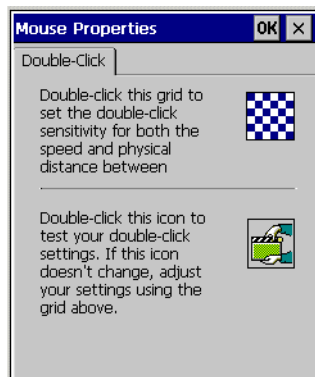 Mouse Properties OK ×
Double-Click
Double-click this grid to
set the double-click
sensitivity for both the
speed and physical
distance between
Double-click this icon to
test your double-click
settings. If this icon
doesn't change, adjust
your settings using the
grid above.